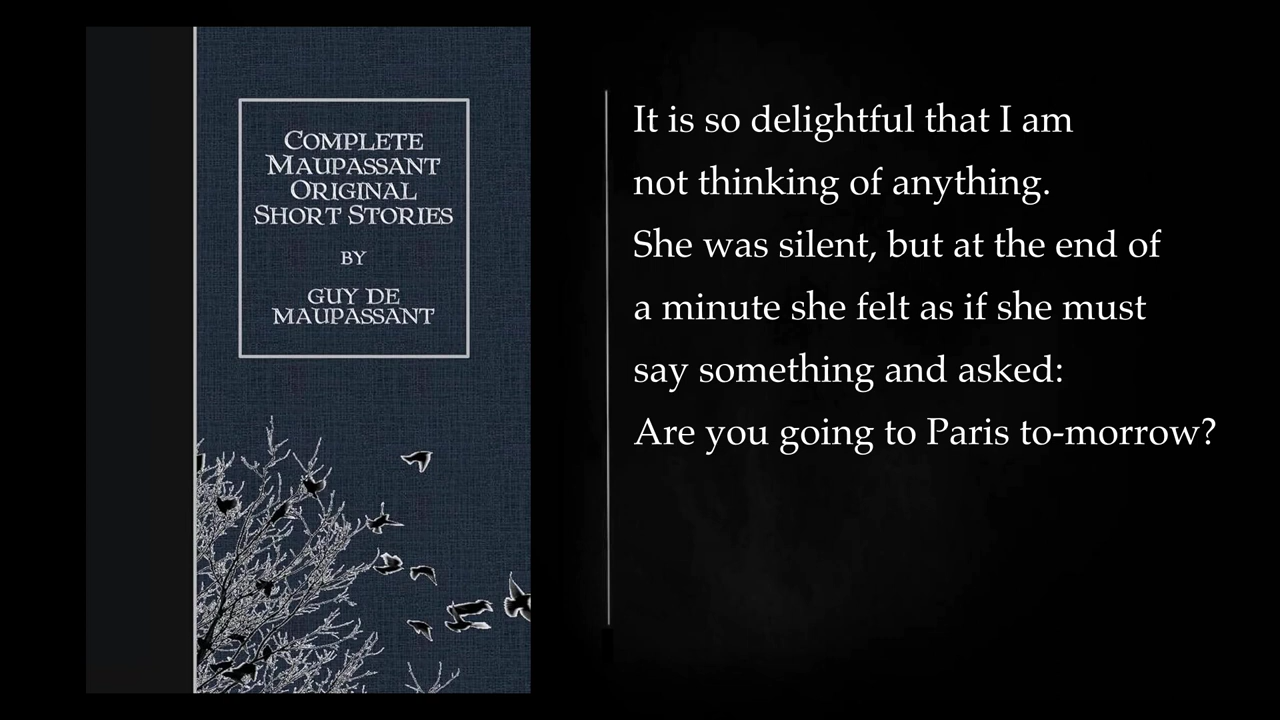 COMPLETE
MAUPASSANT
ORIGINAL
SHORT STORIES
BY
GUY DE
MAUPASSANT
It is so delightful that I am
not thinking of anything.
She was silent, but at the end of
a minute she felt as if she must
say something and asked:
Are you going to Paris to-morrow?